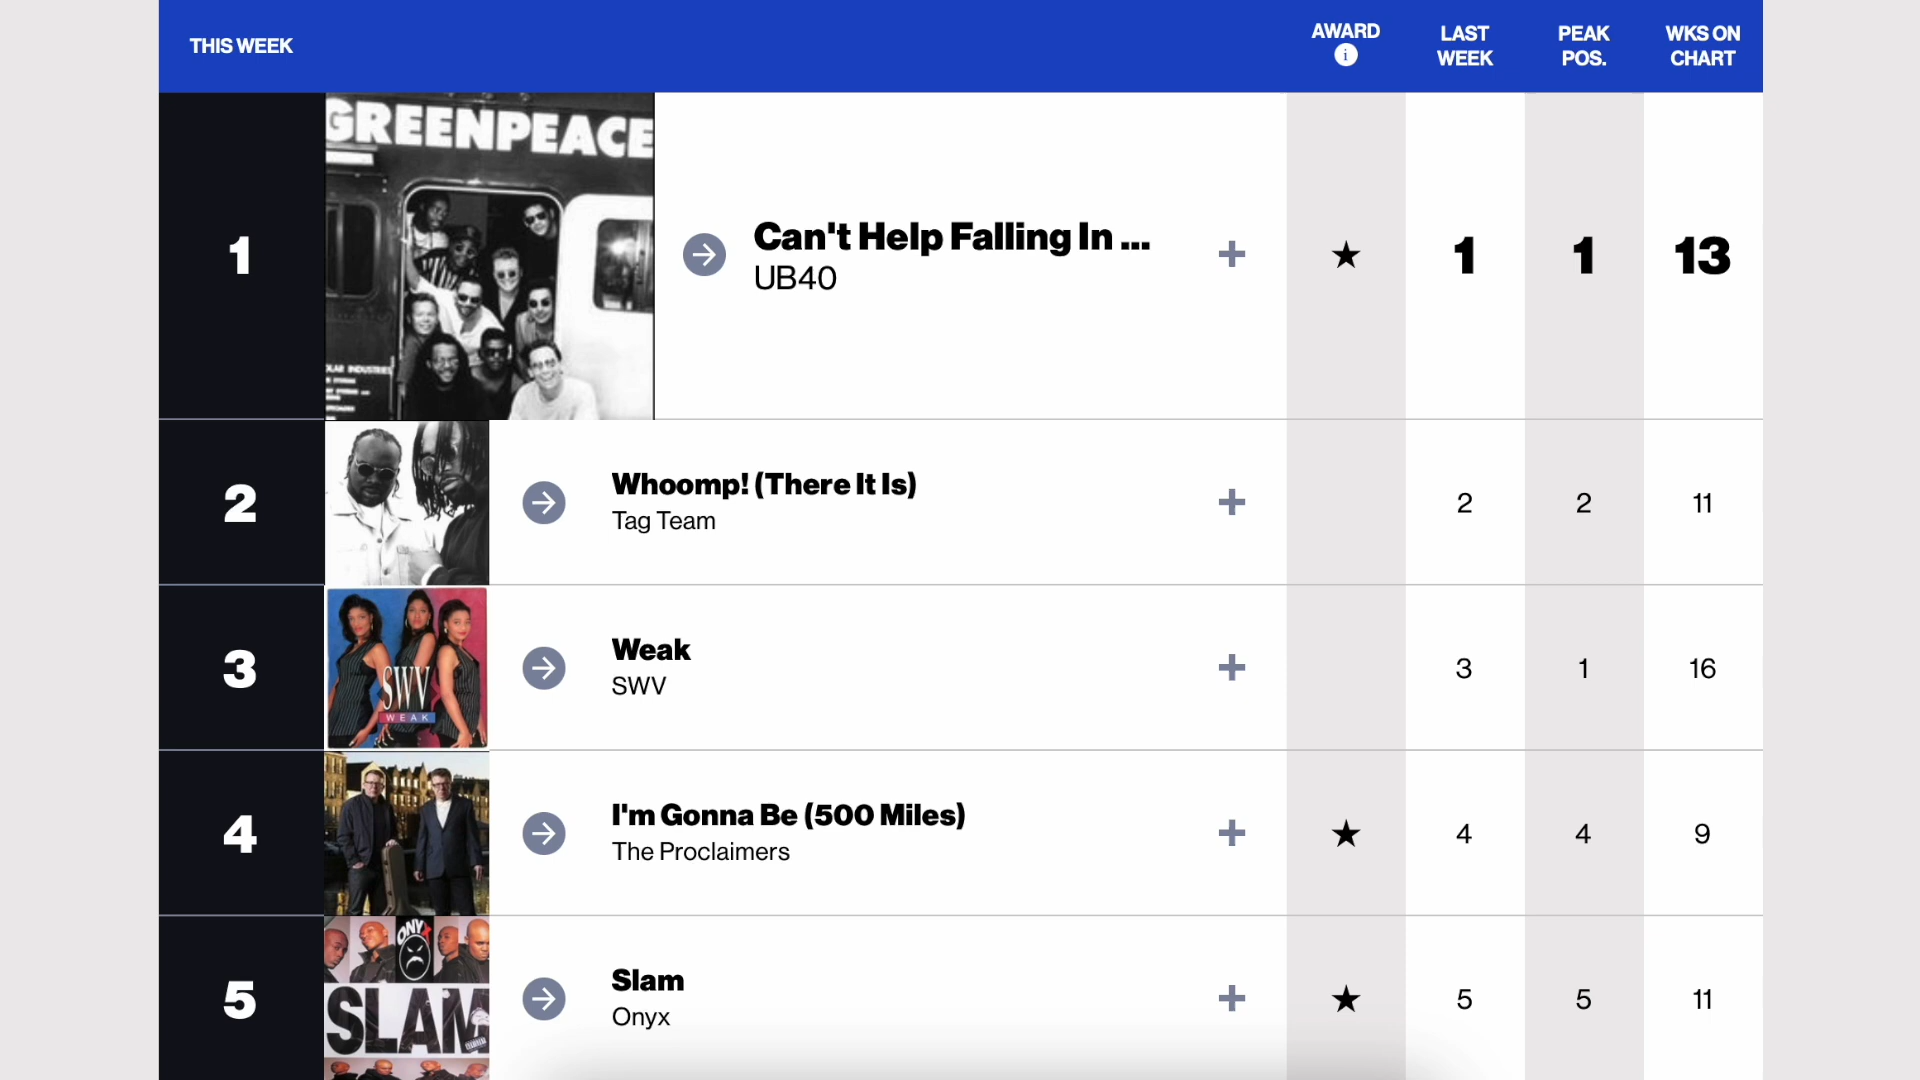 THIS WEEK
AWARD
i
LAST
WEEK
PEAK
POS.
WKS ON
CHART
1
GREENPEACE
Can't Help Falling In ...
UB40
1
1
13
2
Whoomp! (There It Is)
Tag Team
2
2
11
3
SWV
WEAK
Weak
SWV
3
1
16
4
I'm Gonna Be (500 Miles)
The Proclaimers
4
4
9
5
ONYX
SLAM
Slam
Onyx
5
5
11